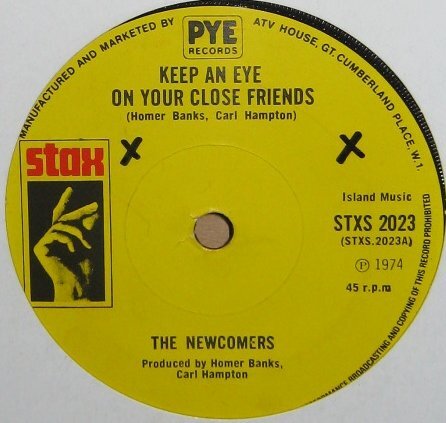 MANUFACTURED AND MARKETED BY
PYE
RECORDS
ATV HOUSE, GT. CUMBERLAND PLACE, W.1.
KEEP AN EYE
ON YOUR CLOSE FRIENDS
(Homer Banks, Carl Hampton)
stax
x x
Island Music
STXS 2023
(STXS.2023A)
Ⓟ 1974
45 r.p.m
THE NEWCOMERS
Produced by Homer Banks,
Carl Hampton
BROADCASTING AND COPYING OF THIS RECORD PROHIBITED